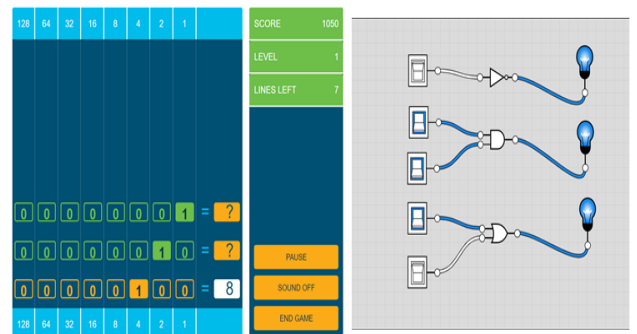 128 64 32 16 8 4 2 1
0 0 0 0 0 0 0 1 = ?
0 0 0 0 0 0 1 0 = ?
0 0 0 0 0 1 0 0 = 8
128 64 32 16 8 4 2 1
SCORE 1050
LEVEL 1
LINES LEFT 7
PAUSE
SOUND OFF
END GAME